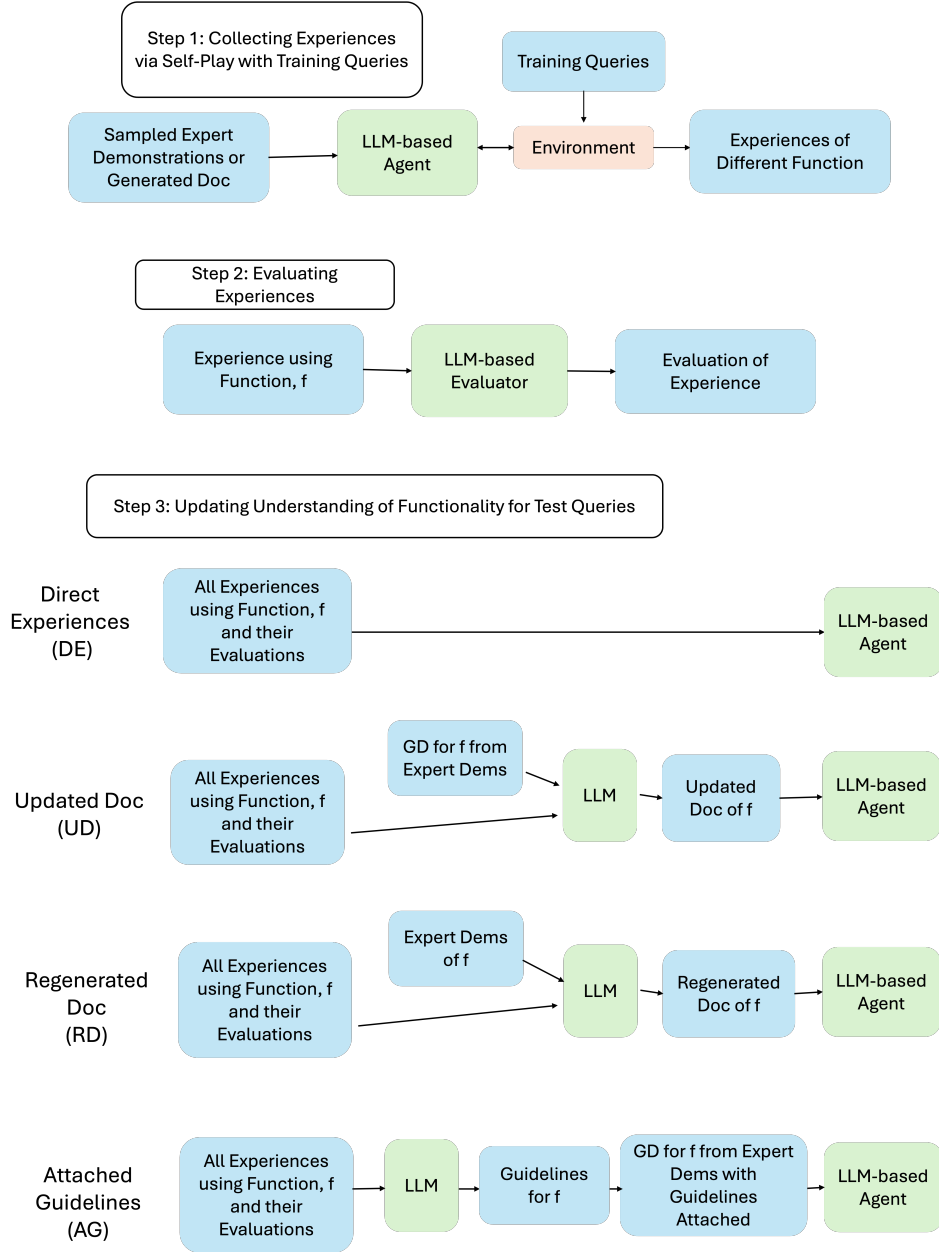 Step 1: Collecting Experiences
via Self-Play with Training Queries
Training Queries
Sampled Expert
Demonstrations or
Generated Doc
LLM-based
Agent
Environment
Experiences of
Different Function
Step 2: Evaluating
Experiences
Experience using
Function, f
LLM-based
Evaluator
Evaluation of
Experience
Step 3: Updating Understanding of Functionality for Test Queries
Direct
Experiences
(DE)
All Experiences
using Function, f
and their
Evaluations
LLM-based
Agent
Updated Doc
(UD)
All Experiences
using Function, f
and their
Evaluations
GD for f from
Expert Dems
LLM
Updated
Doc of f
LLM-based
Agent
Regenerated
Doc
(RD)
All Experiences
using Function, f
and their
Evaluations
Expert Dems
of f
LLM
Regenerated
Doc of f
LLM-based
Agent
Attached
Guidelines
(AG)
All Experiences
using Function, f
and their
Evaluations
LLM
Guidelines
for f
GD for f from Expert
Dems with
Guidelines
Attached
LLM-based
Agent